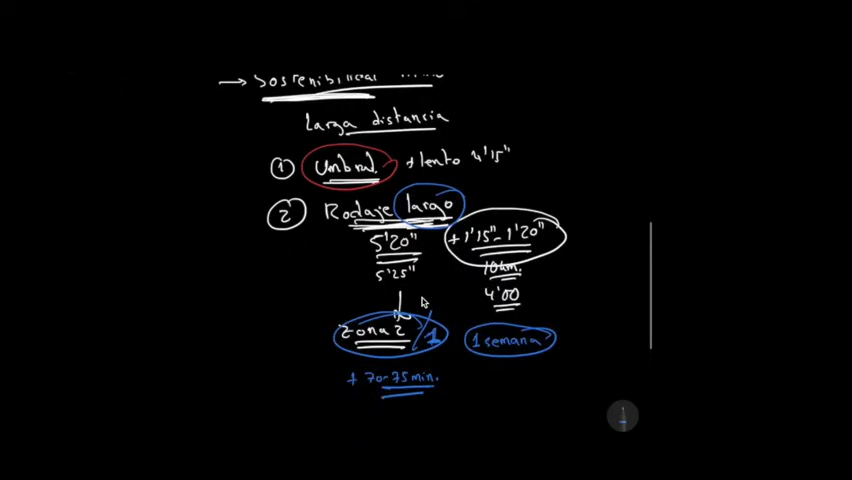 →
larga distancia
① Umbral + lento 4'15"
② Rodaje largo
5'20" +1'15"-1'20"
5'25" 10km.
4'00
Zona 2/1 1 semana
+ 70-75 min.